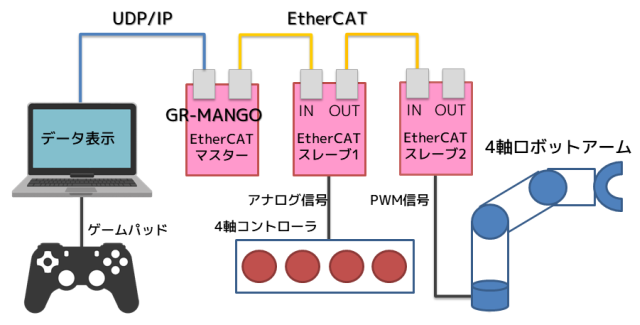 UDP/IP
EtherCAT
GR-MANGO
EtherCAT
マスター
IN OUT
EtherCAT
スレーブ1
IN OUT
EtherCAT
スレーブ2
データ表示
4軸ロボットアーム
アナログ信号
PWM信号
ゲームパッド
4軸コントローラ